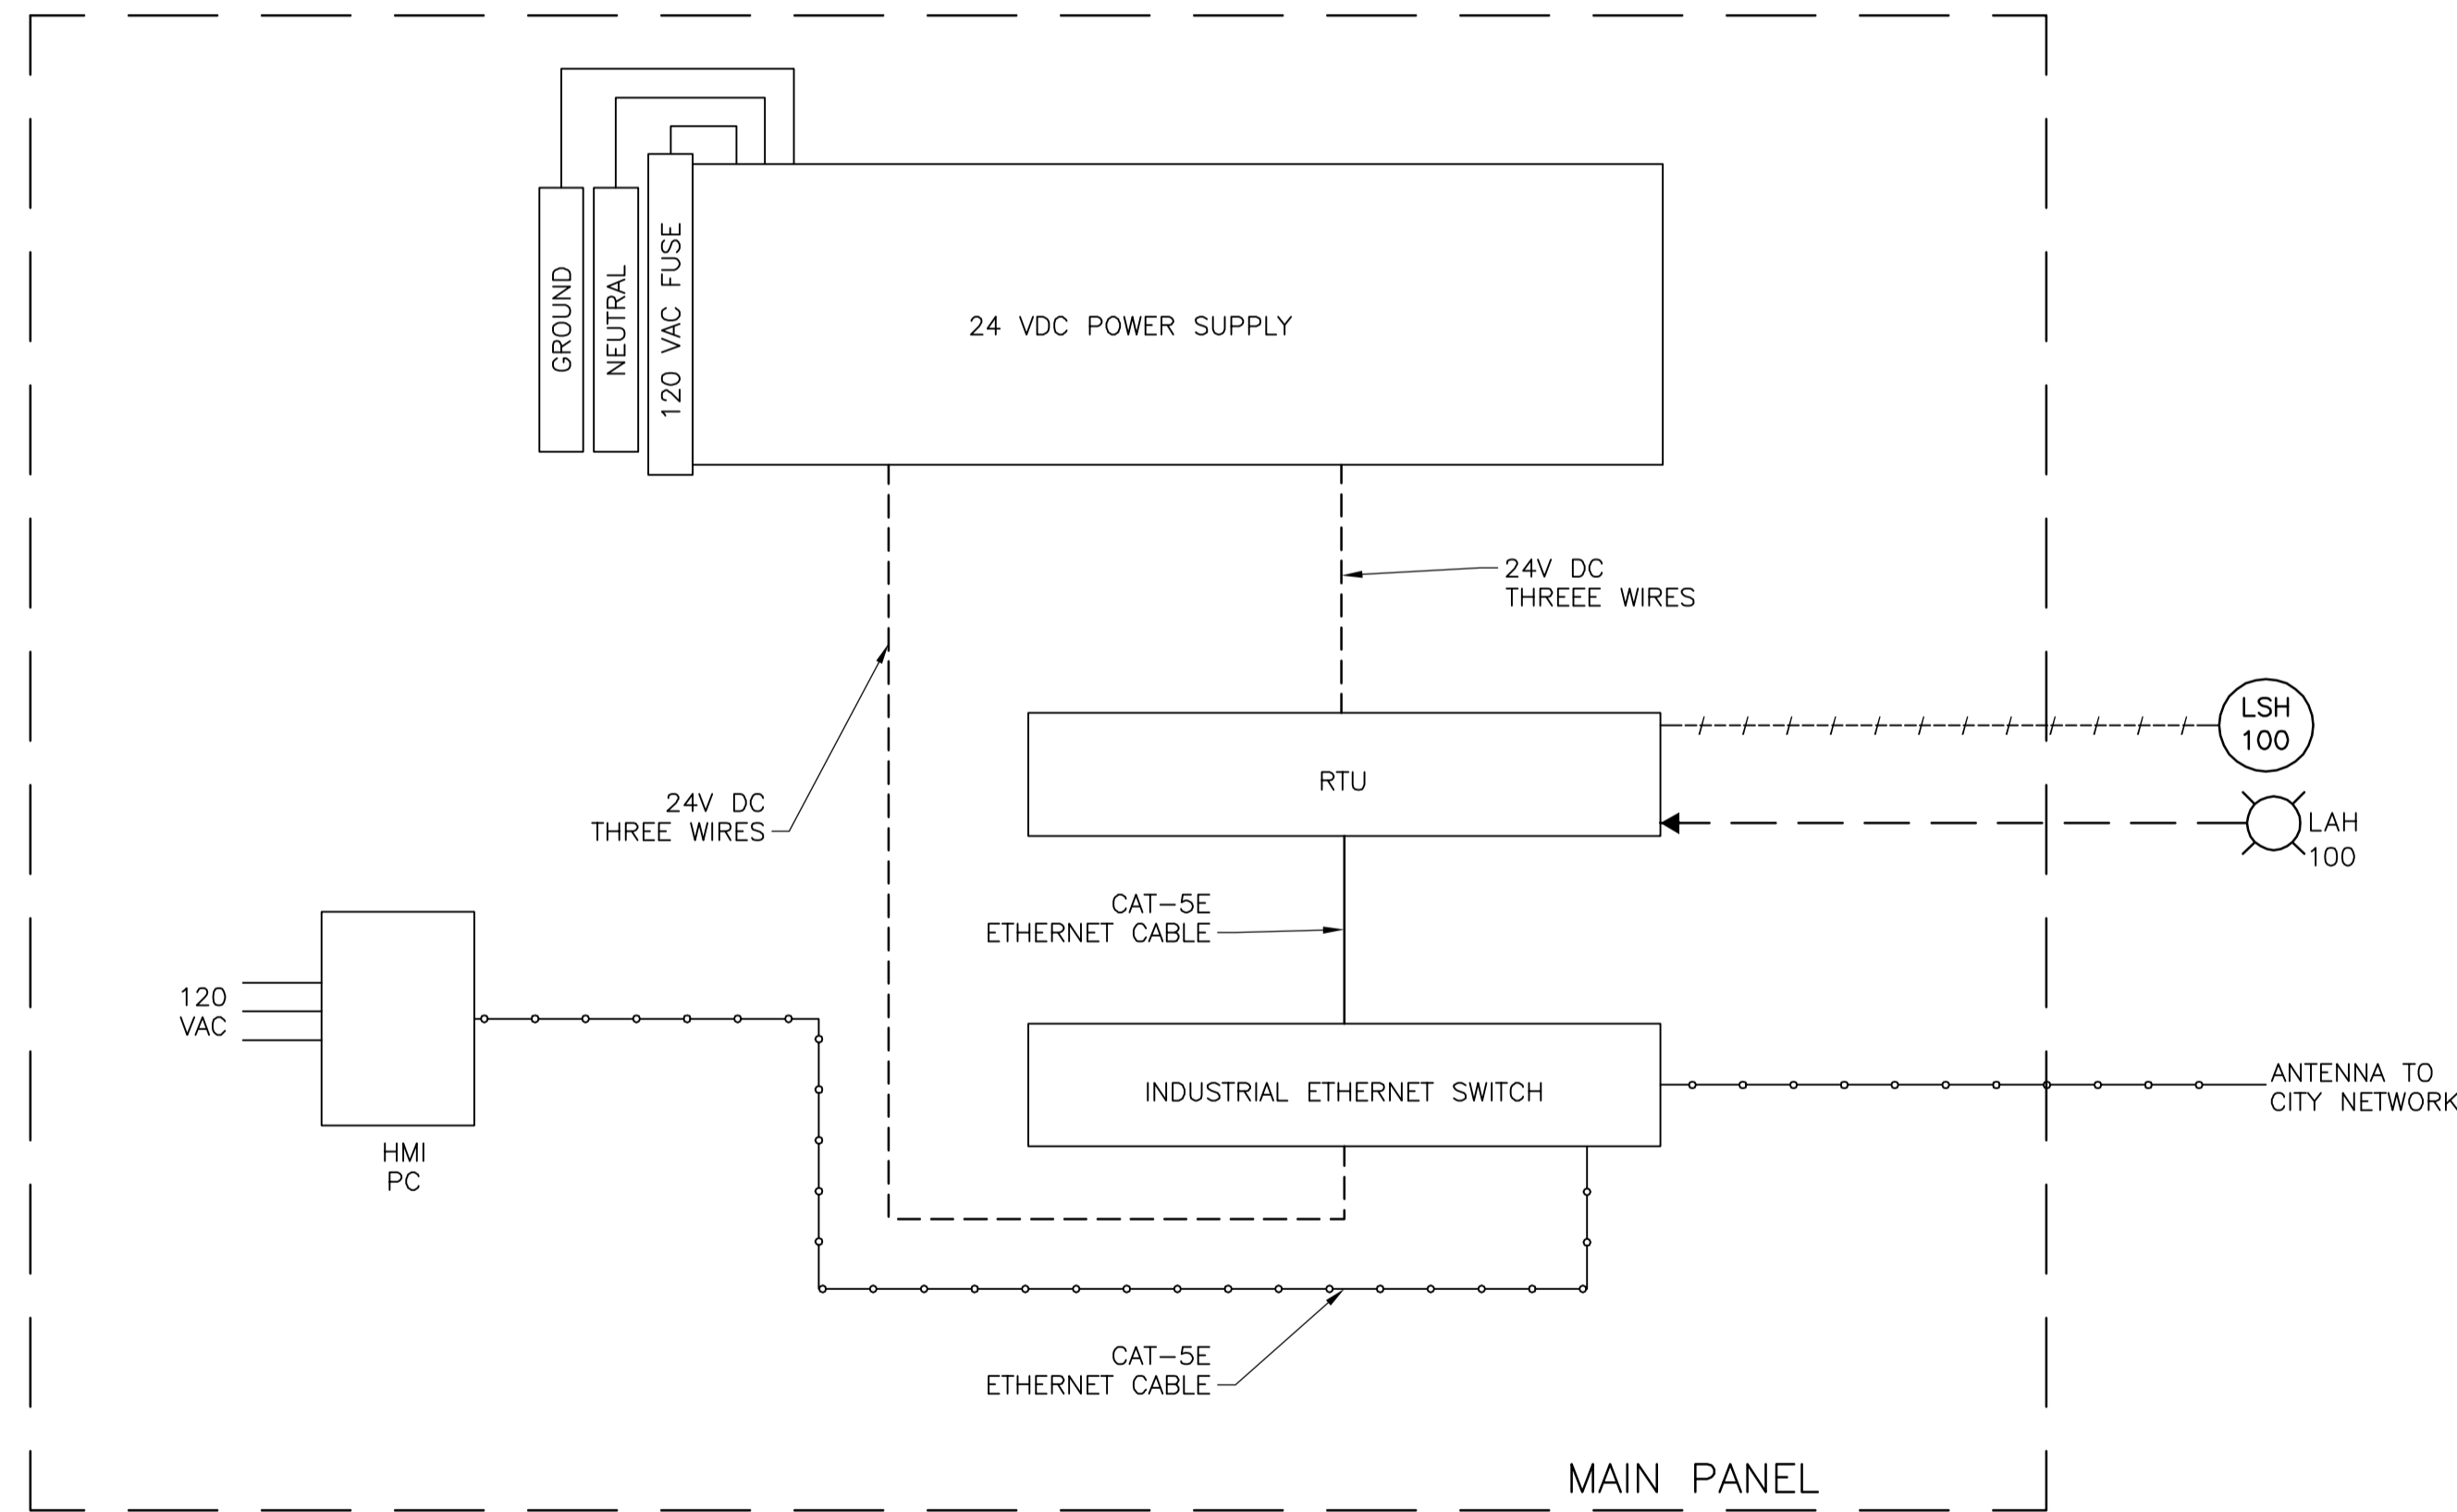 GROUND
NEUTRAL
120 VAC FUSE
24 VDC POWER SUPPLY
24V DC
THREEE WIRES
LSH
100
RTU
24V DC
THREE WIRES
LAH
100
CAT-5E
ETHERNET CABLE
120
VAC
HMI
PC
INDUSTRIAL ETHERNET SWITCH
ANTENNA TO
CITY NETWORK
CAT-5E
ETHERNET CABLE
MAIN PANEL